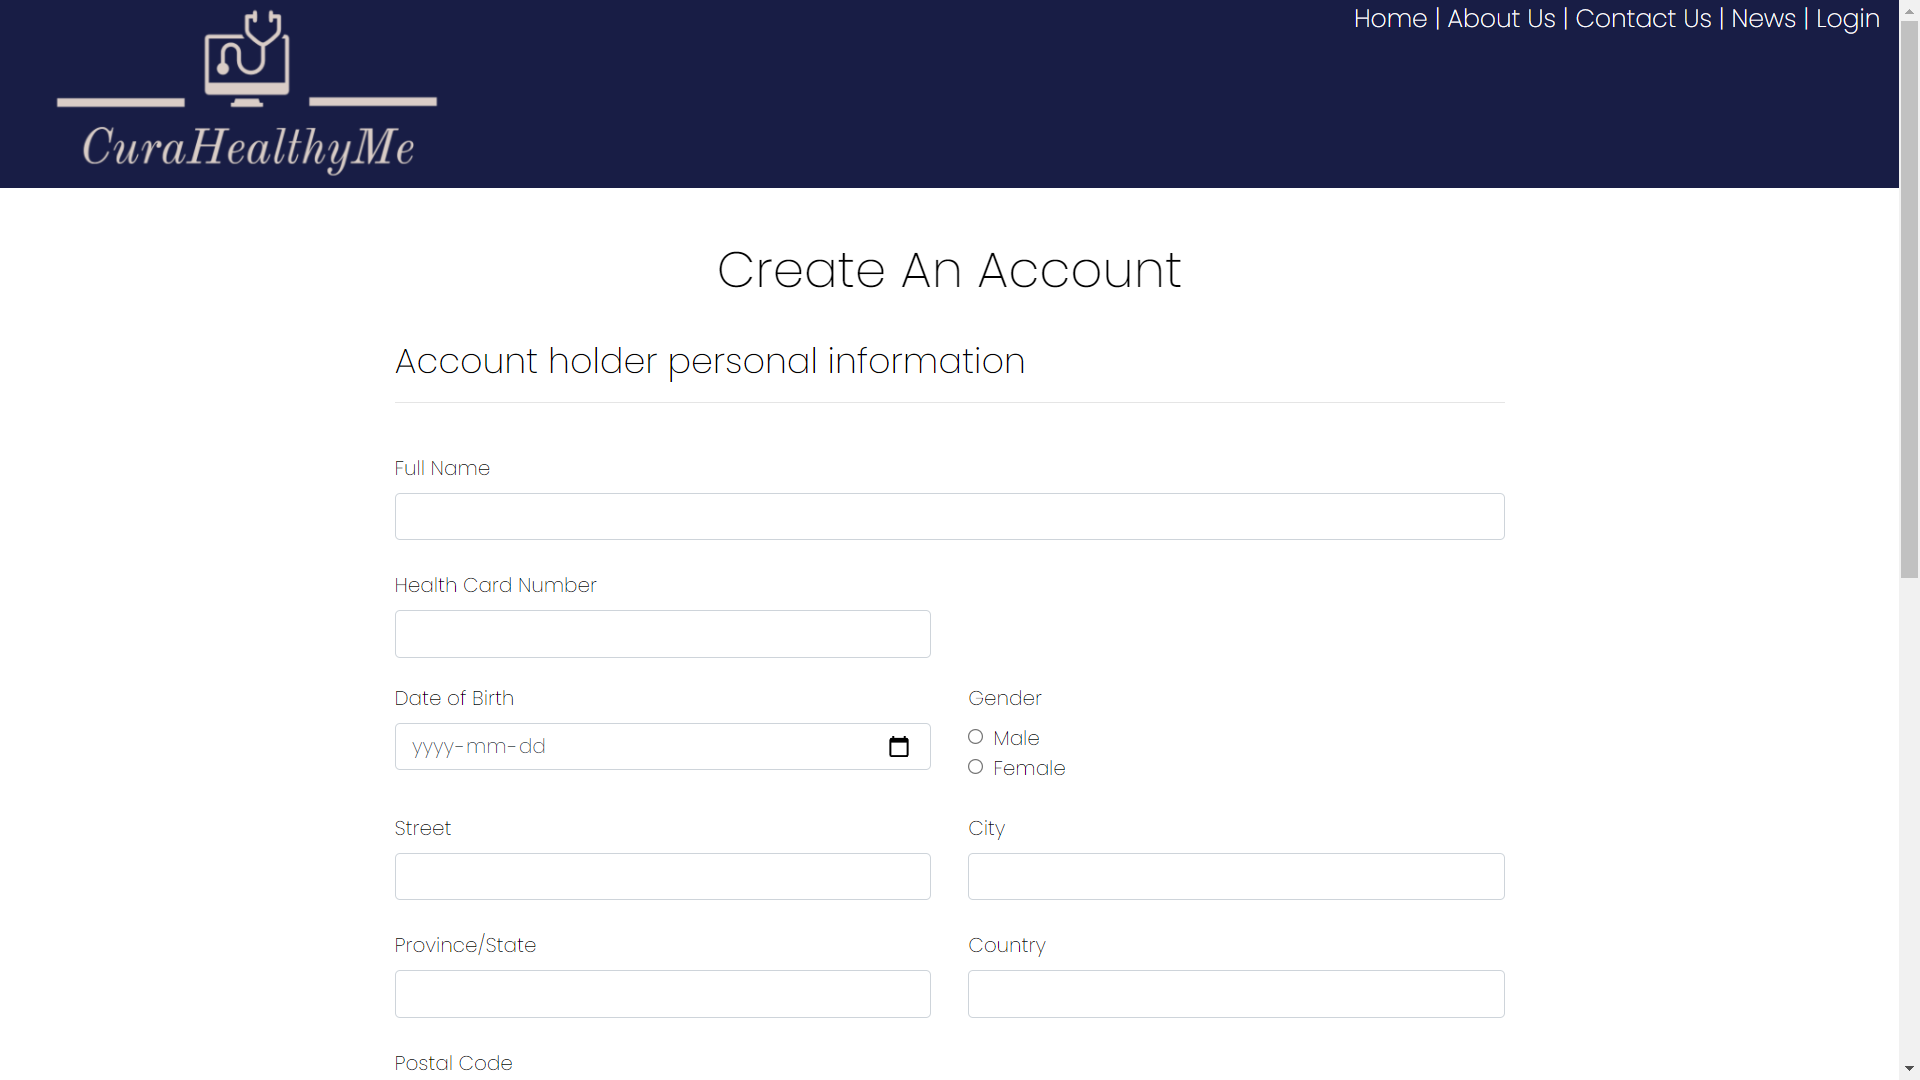 Home | About Us | Contact Us | News | Login
CuraHealthyMe
Create An Account
Account holder personal information
Full Name
Health Card Number
Date of Birth
Gender
yyyy-mm-dd
Male
Female
Street
City
Province/State
Country
Postal Code